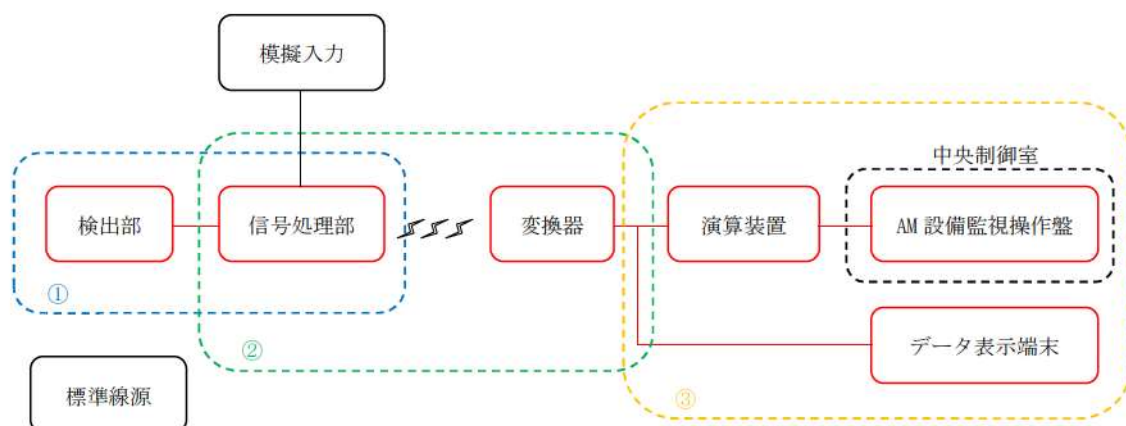 模擬入力
中央制御室
検出部
信号処理部
変換器
演算装置
AM 設備監視操作盤
①
②
データ表示端末
標準線源
③